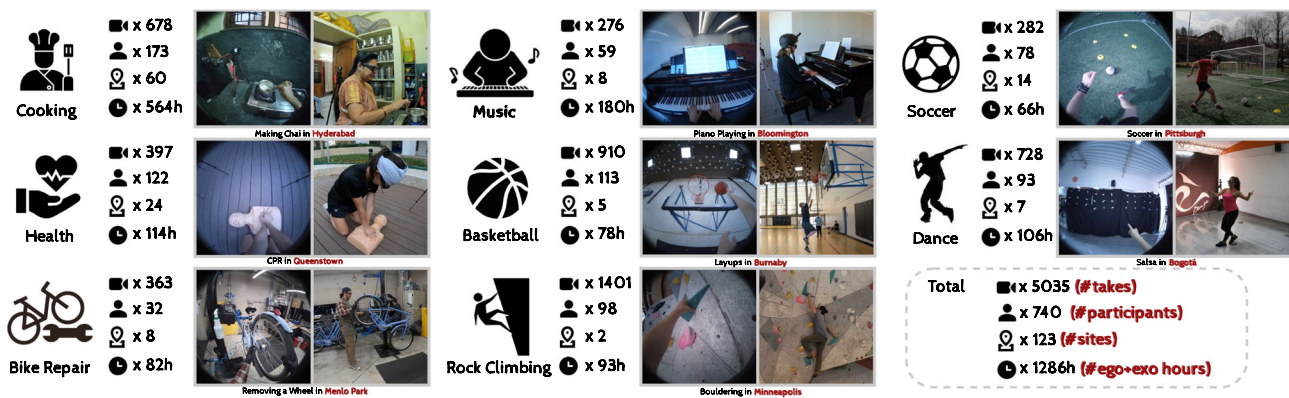 Cooking
x 678
x 173
x 60
x 564h
Making Chai in Hyderabad
Music
x 276
x 59
x 8
x 180h
Piano Playing in Bloomington
Soccer
x 282
x 78
x 14
x 66h
Soccer in Pittsburgh
Health
x 397
x 122
x 24
x 114h
CPR in Queenstown
Basketball
x 910
x 113
x 5
x 78h
Layups in Burnaby
Dance
x 728
x 93
x 7
x 106h
Salsa in Bogotá
Bike Repair
x 363
x 32
x 8
x 82h
Removing a Wheel in Menlo Park
Rock Climbing
x 1401
x 98
x 2
x 93h
Bouldering in Minneapolis
Total
x 5035 (#takes)
x 740 (#participants)
x 123 (#sites)
x 1286h (#ego+exo hours)